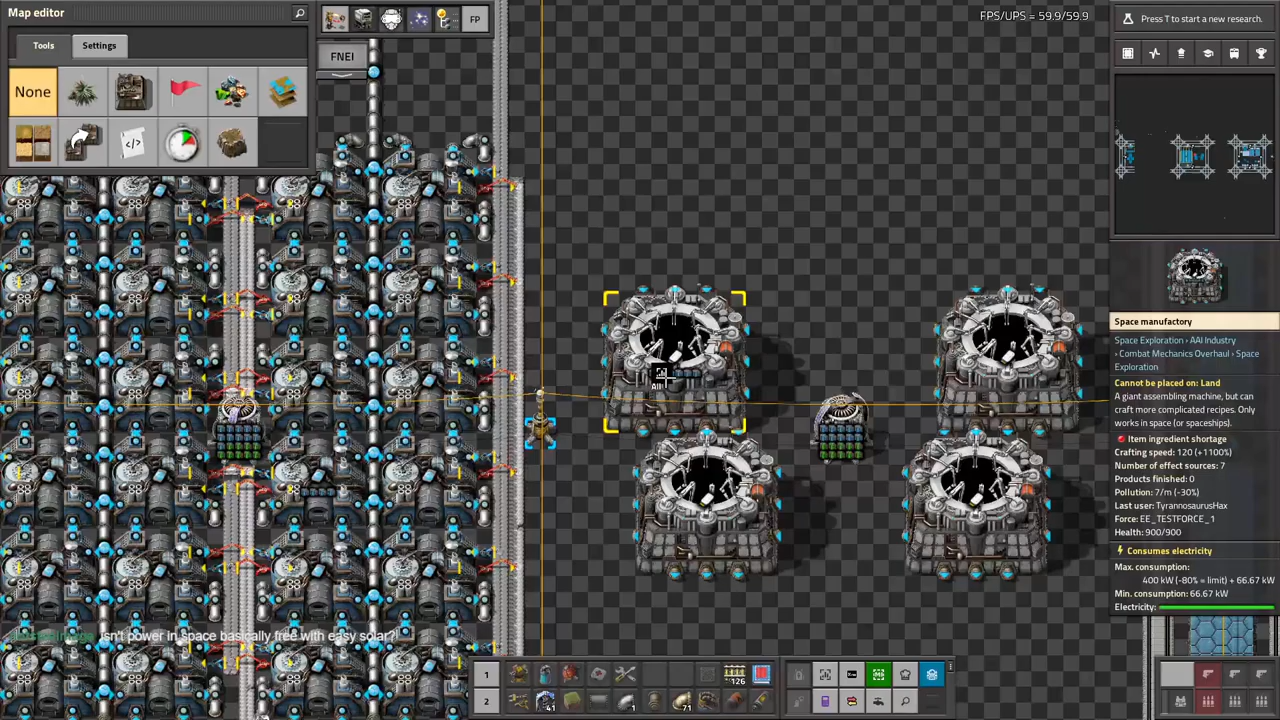 Map editor
Tools
Settings
None
FP
FNEI
FPS/UPS = 59.9/59.9
Press T to start a new research.
Space manufactory
Space Exploration › AAI Industry
› Combat Mechanics Overhaul › Space
Exploration
Cannot be placed on: Land
A giant assembling machine, but can
craft more complicated recipes. Only
works in space (or spaceships).
Item ingredient shortage
Crafting speed: 120 (+1100%)
Number of effect sources: 7
Products finished: 0
Pollution: 7/m (-30%)
Last user: TyrannosaurusHax
Force: EE_TESTFORCE_1
Health: 900/900
Consumes electricity
Max. consumption:
400 kW (-80% = limit) + 66.67 kW
Min. consumption: 66.67 kW
Electricity:
isn't power in space basically free with easy solar?
1
126
2
41
1
71